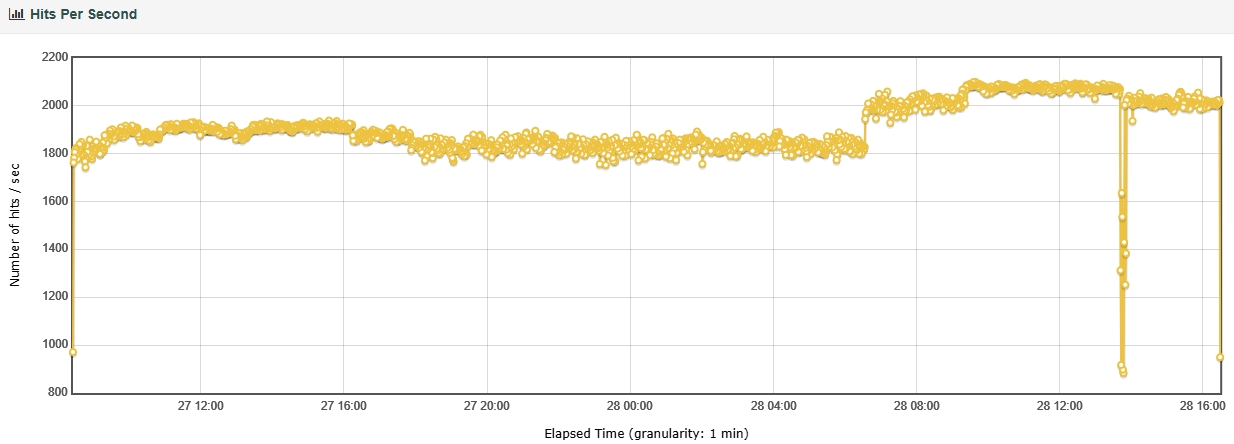 Hits Per Second
2200
2000
1800
1600
1400
1200
1000
800
Number of hits / sec
27 12:00 27 16:00 27 20:00 28 00:00 28 04:00 28 08:00 28 12:00 28 16:00
Elapsed Time (granularity: 1 min)